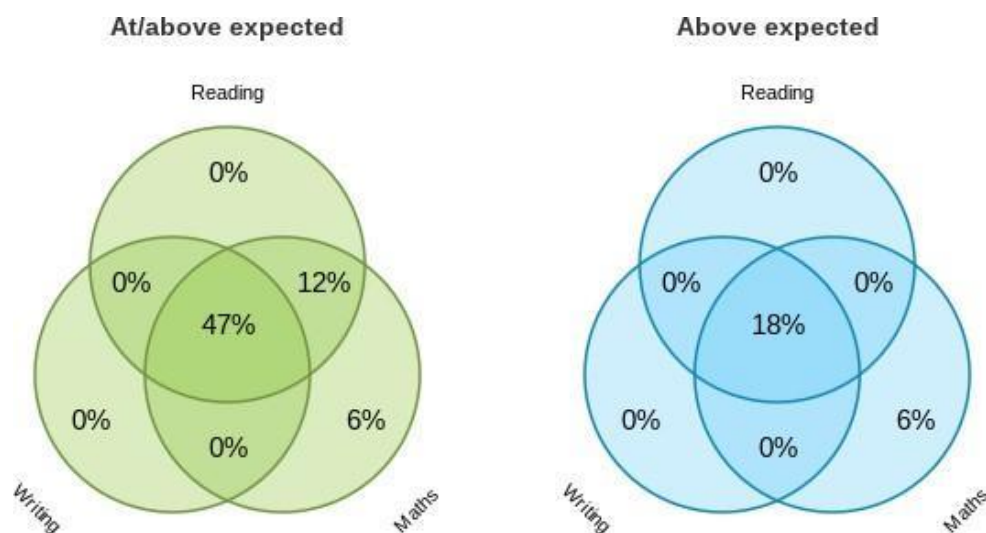 At/above expected
Reading
0%
0%
12%
47%
0%
6%
0%
Writing
Maths
Above expected
Reading
0%
0%
0%
18%
0%
6%
0%
Writing
Maths